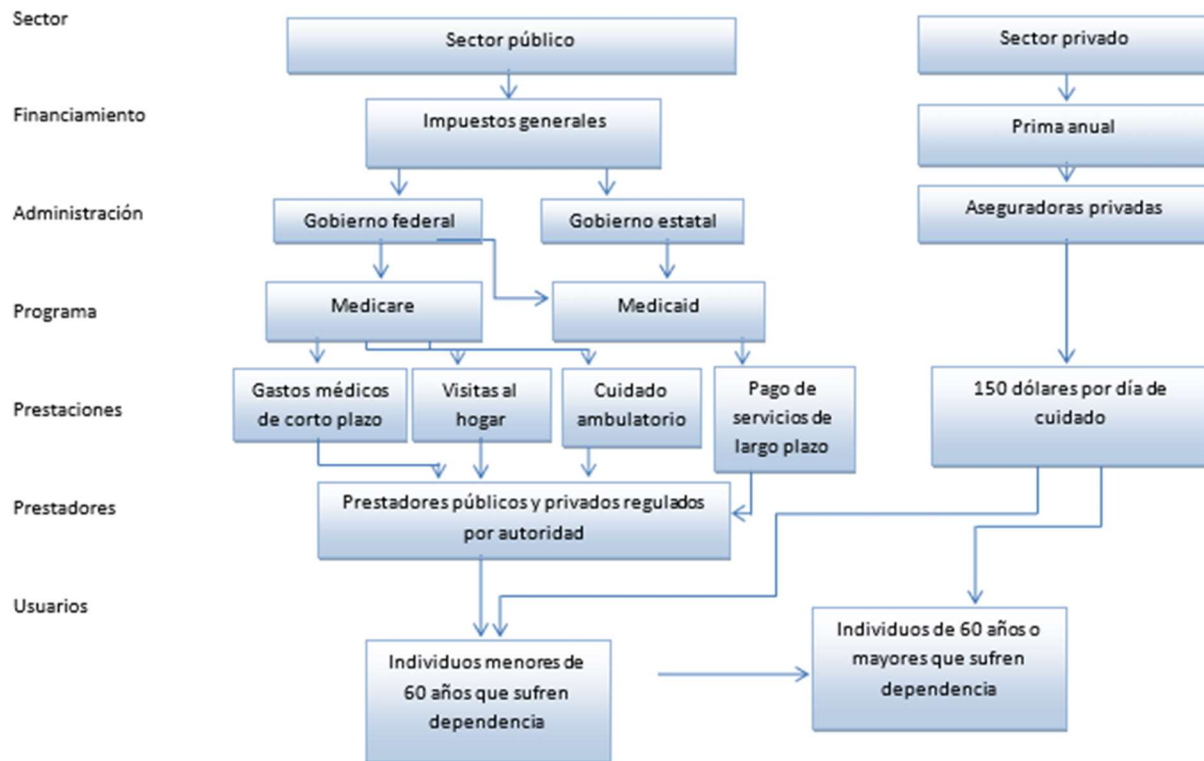 Sector
Sector público
Sector privado
Financiamiento
Impuestos generales
Prima anual
Administración
Gobierno federal
Gobierno estatal
Aseguradoras privadas
Programa
Medicare
Medicaid
Prestaciones
Gastos médicos
de corto plazo
Visitas al
hogar
Cuidado
ambulatorio
Pago de
servicios de
largo plazo
150 dólares por día de
cuidado
Prestadores
Prestadores públicos y privados regulados
por autoridad
Usuarios
Individuos menores de
60 años que sufren
dependencia
Individuos de 60 años o
mayores que sufren
dependencia